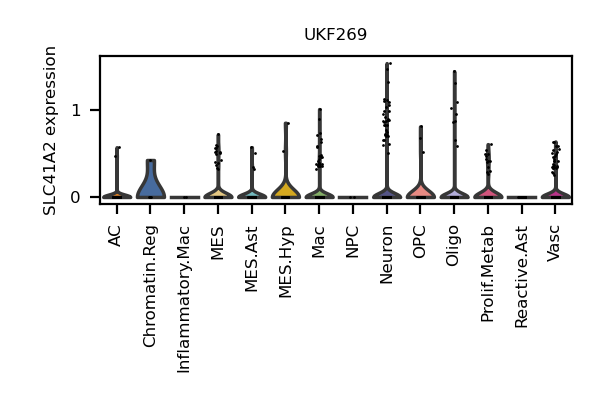 UKF269
SLC41A2 expression
1
0
AC
Chromatin.Reg
Inflammatory.Mac
MES
MES.Ast
MES.Hyp
Mac
NPC
Neuron
OPC
Oligo
Prolif.Metab
Reactive.Ast
Vasc